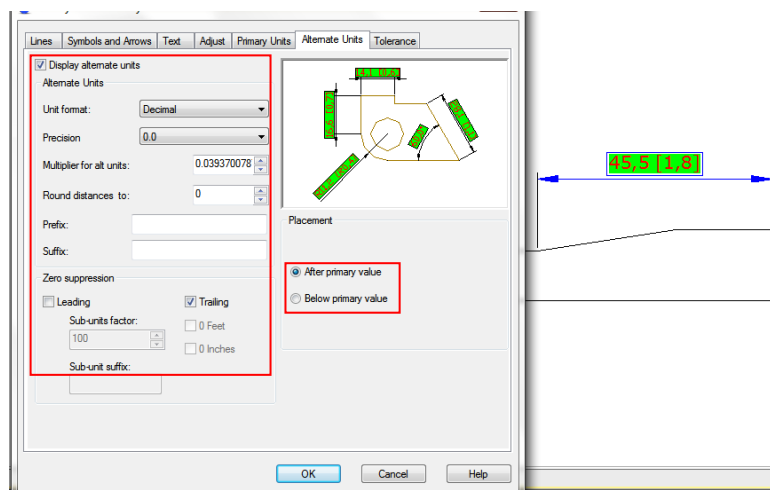 Lines Symbols and Arrows Text Adjust Primary Units Alternate Units Tolerance
Display alternate units
Alternate Units
Unit format: Decimal
Precision 0.0
Multiplier for alt units: 0.039370078
Round distances to: 0
Prefix:
Suffix:
Zero suppression
Leading Trailing
Sub-units factor: 0 Feet
100 0 Inches
Sub-unit suffix:
Placement
After primary value
Below primary value
OK Cancel Help
45,5 [1,8]